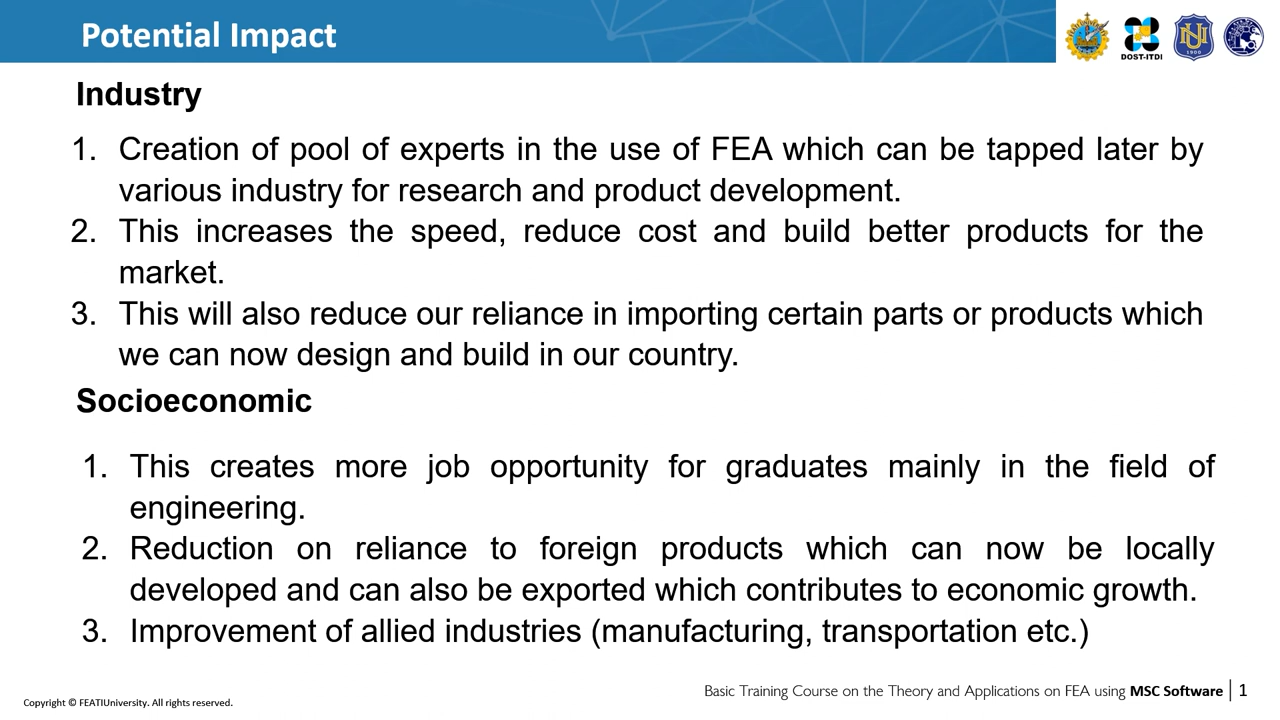 Potential Impact
DOST-ITDI
NU
1900
Industry
1. Creation of pool of experts in the use of FEA which can be tapped later by
various industry for research and product development.
2. This increases the speed, reduce cost and build better products for the
market.
3. This will also reduce our reliance in importing certain parts or products which
we can now design and build in our country.
Socioeconomic
1. This creates more job opportunity for graduates mainly in the field of
engineering.
2. Reduction on reliance to foreign products which can now be locally
developed and can also be exported which contributes to economic growth.
3. Improvement of allied industries (manufacturing, transportation etc.)
Basic Training Course on the Theory and Applications on FEA using MSC Software | 1
Copyright © FEATIUniversity. All rights reserved.